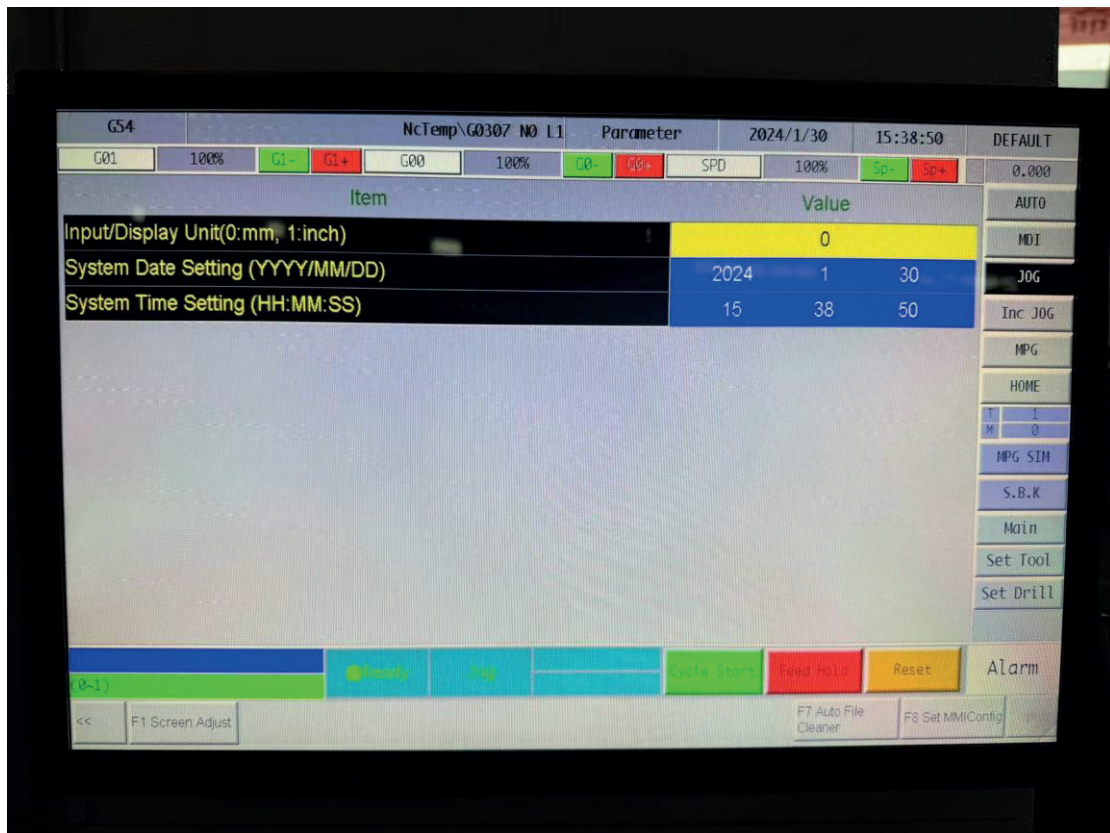 G54 NcTemp\G0307 N0 L1 Parameter 2024/1/30 15:38:50 DEFAULT
G01 100% G1- G1+ G00 100% G0- G0+ SPD 100% Sp- Sp+ 0.000
Item Value
AUTO
Input/Display Unit(0:mm, 1:inch) 0
MDI
System Date Setting (YYYY/MM/DD) 2024 1 30
JOG
System Time Setting (HH:MM:SS) 15 38 50
Inc JOG
MPG
HOME
T 1
M 0
MPG SIM
S.B.K
Main
Set Tool
Set Drill
Ready Jog Cycle Start Feed Hold Reset Alarm
(0~1)
<< F1 Screen Adjust F7 Auto File Cleaner F8 Set MMIConfig